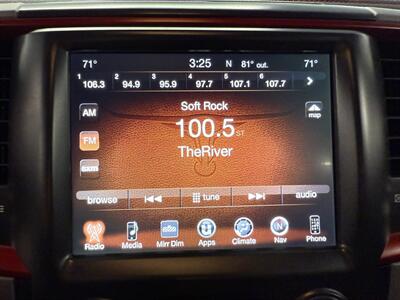 71° 3:25 N 81° out. 71°
1 106.3 2 94.9 3 95.9 4 97.7 5 107.1 6 107.7
Soft Rock
AM
map
100.5 ST
FM
TheRiver
sxm
browse tune audio
Radio Media Mirr Dim Apps Climate Nav Phone